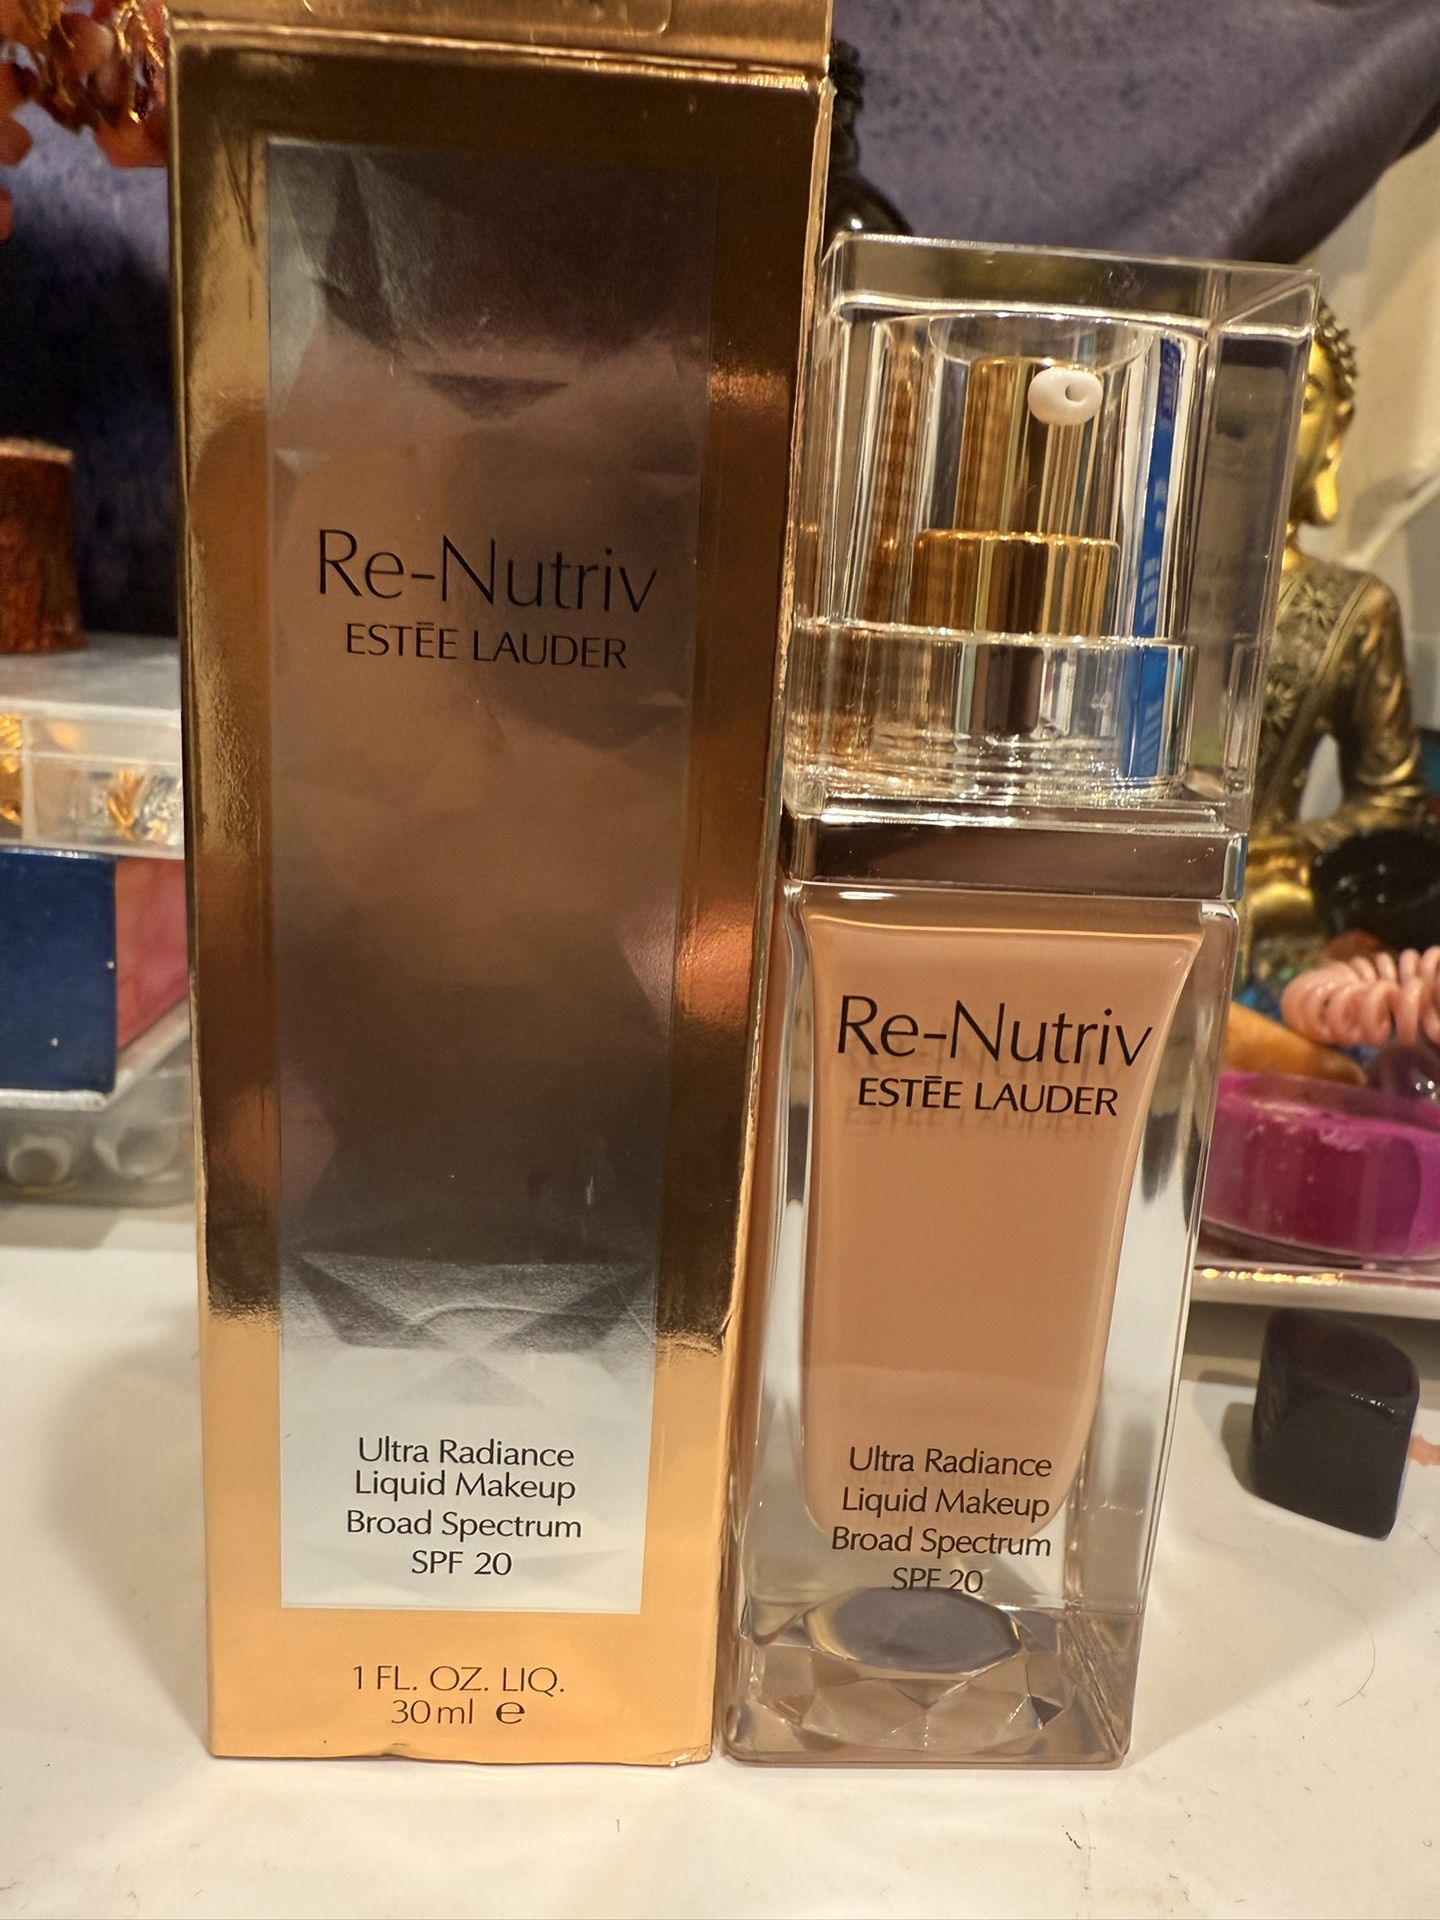 Re-Nutriv
ESTĒE LAUDER
Ultra Radiance
Liquid Makeup
Broad Spectrum
SPF 20
1 FL. OZ. LIQ.
30ml e
Re-Nutriv
ESTĒE LAUDER
Ultra Radiance
Liquid Makeup
Broad Spectrum
SPF 20